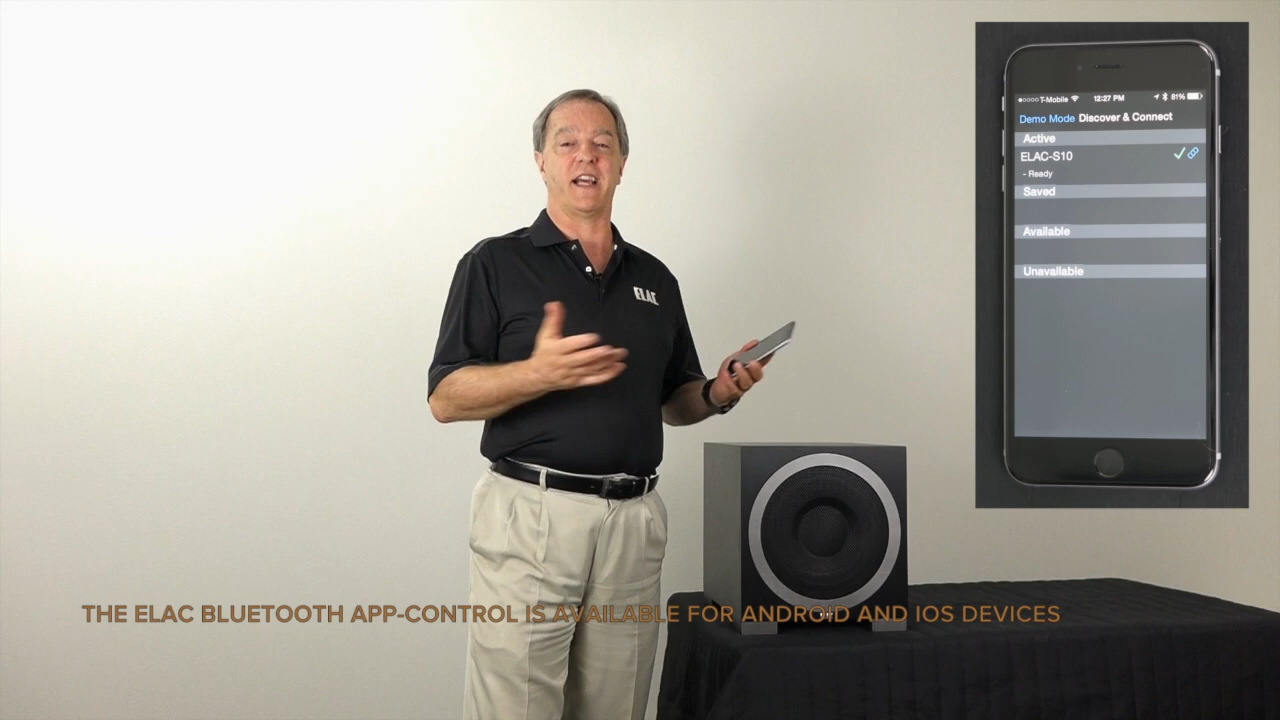 T-Mobile 12:27 PM 81%
Demo Mode Discover & Connect
Active
ELAC-S10
- Ready
Saved
Available
Unavailable
ELAC
THE ELAC BLUETOOTH APP-CONTROL IS AVAILABLE FOR ANDROID AND IOS DEVICES